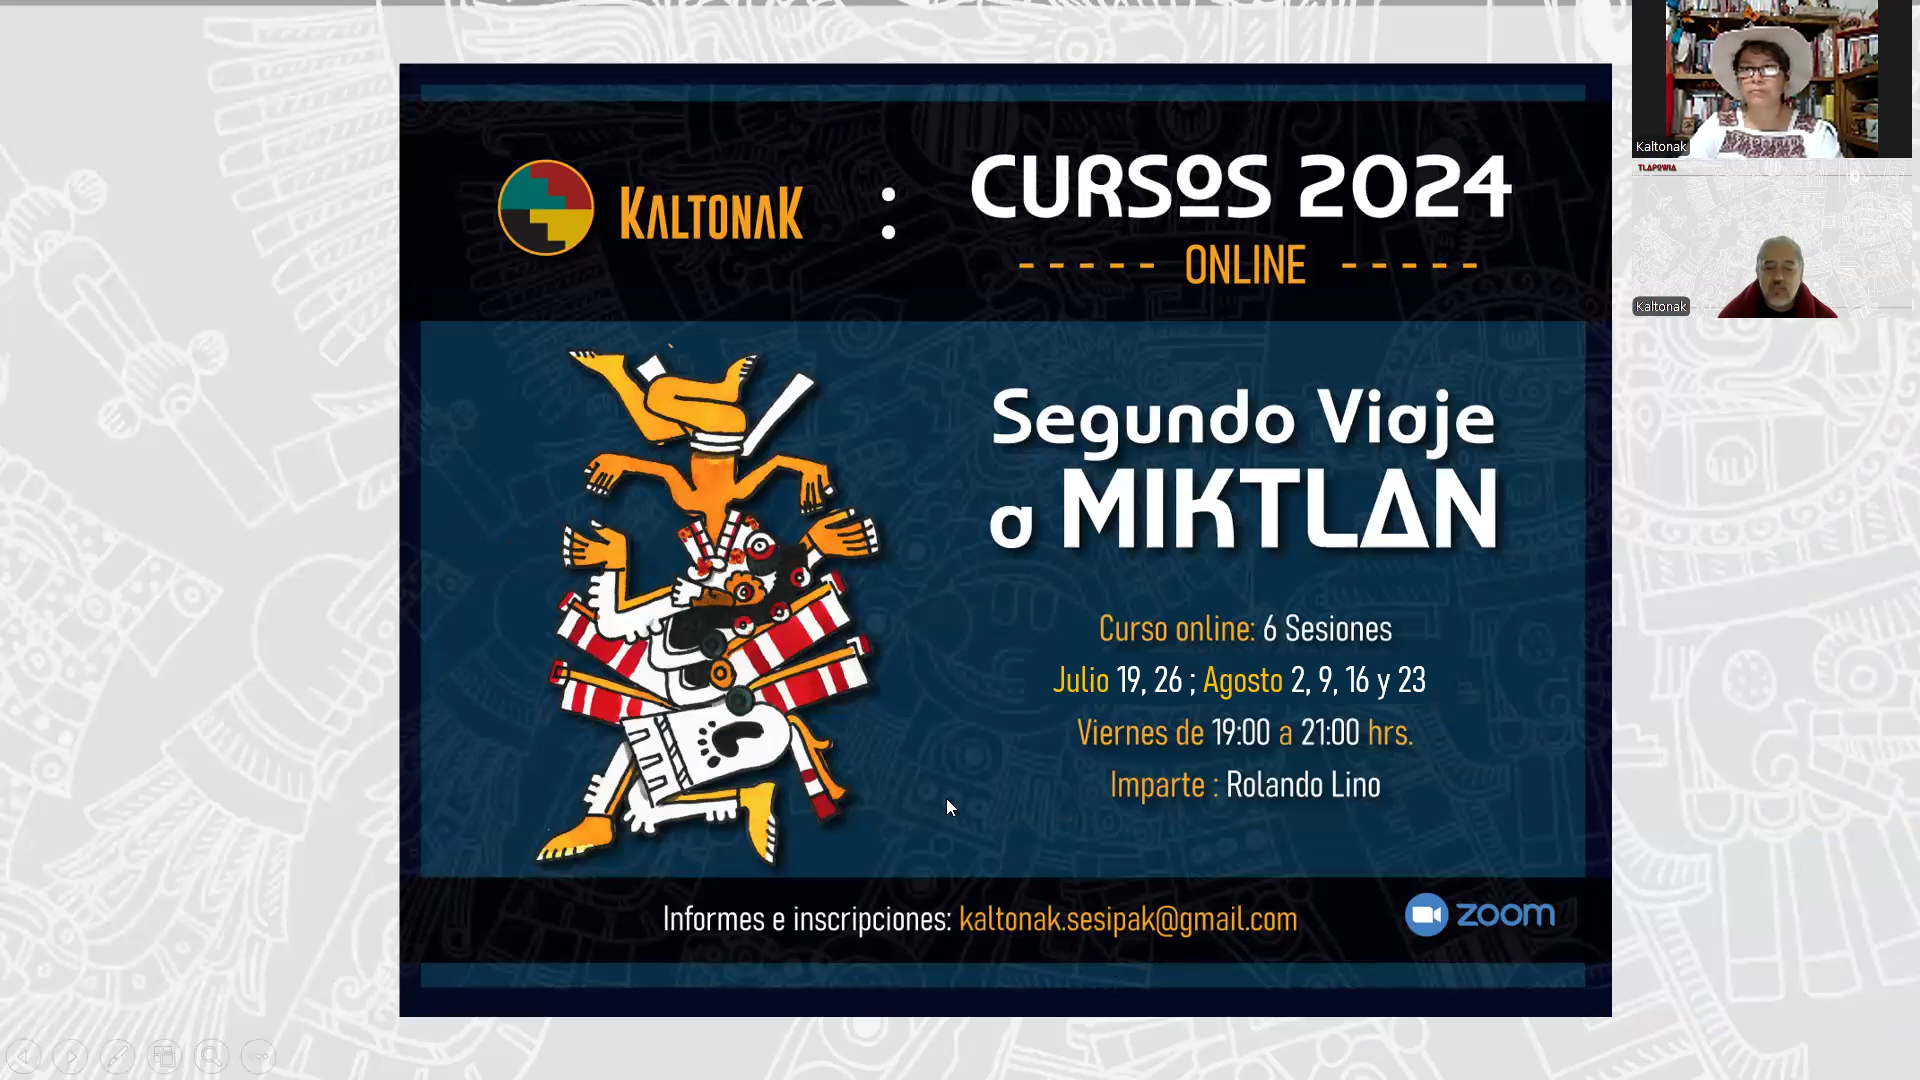 KALTONAK : CURSOS 2024
- - - - - ONLINE - - - - -
Segundo Viaje
a MIKTLAN
Curso online: 6 Sesiones
Julio 19, 26 ; Agosto 2, 9, 16 y 23
Viernes de 19:00 a 21:00 hrs.
Imparte : Rolando Lino
Informes e inscripciones: kaltonak.sesipak@gmail.com
zoom
Kaltonak
TLAPOWIA
Kaltonak